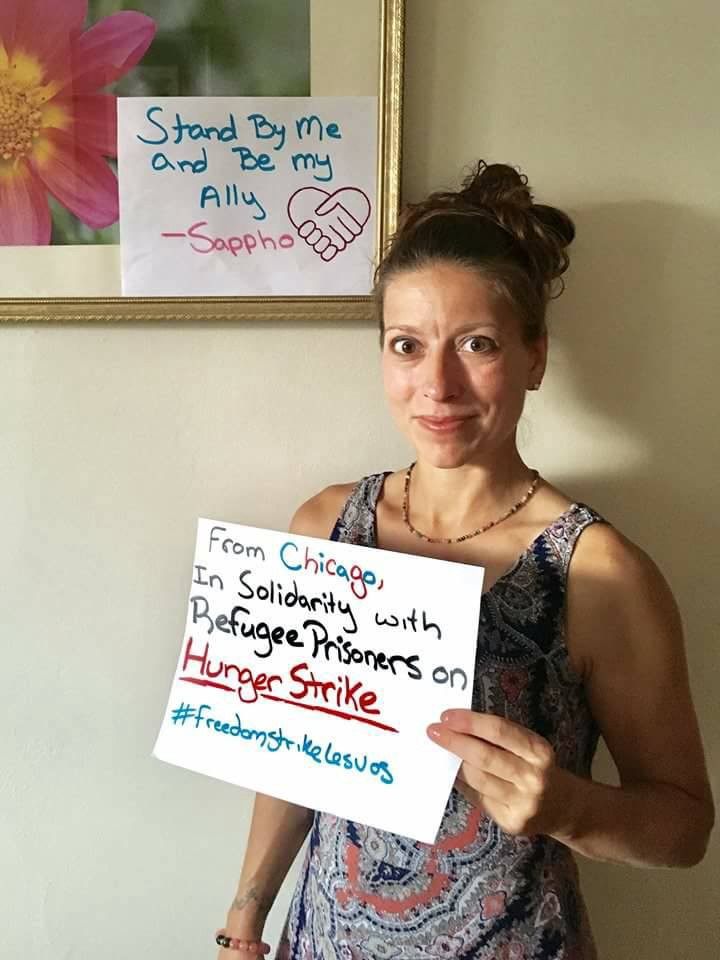 Stand By me
and Be my
Ally
-Sappho
From Chicago,
In Solidarity with
Refugee Prisoners on
Hunger Strike
#freedomstrikelesvos